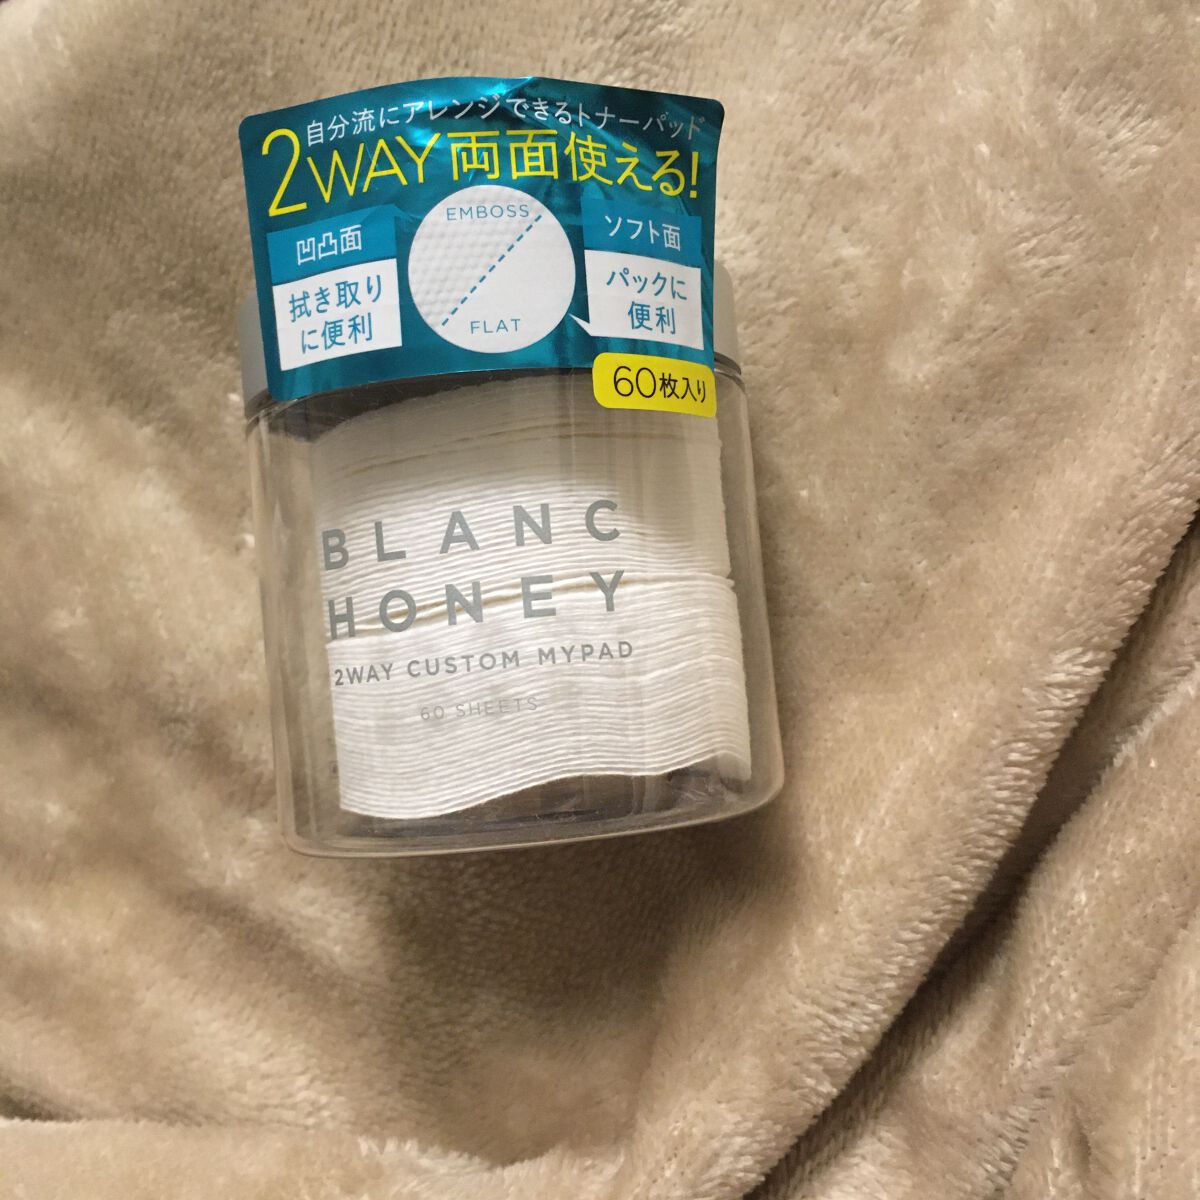 自分流にアレンジできるトナーパッド
2WAY 両面使える!
凹凸面
拭き取り
に便利
EMBOSS
FLAT
ソフト面
パックに
便利
60枚入り
BLANC
HONEY
2WAY CUSTOM MYPAD
60 SHEETS